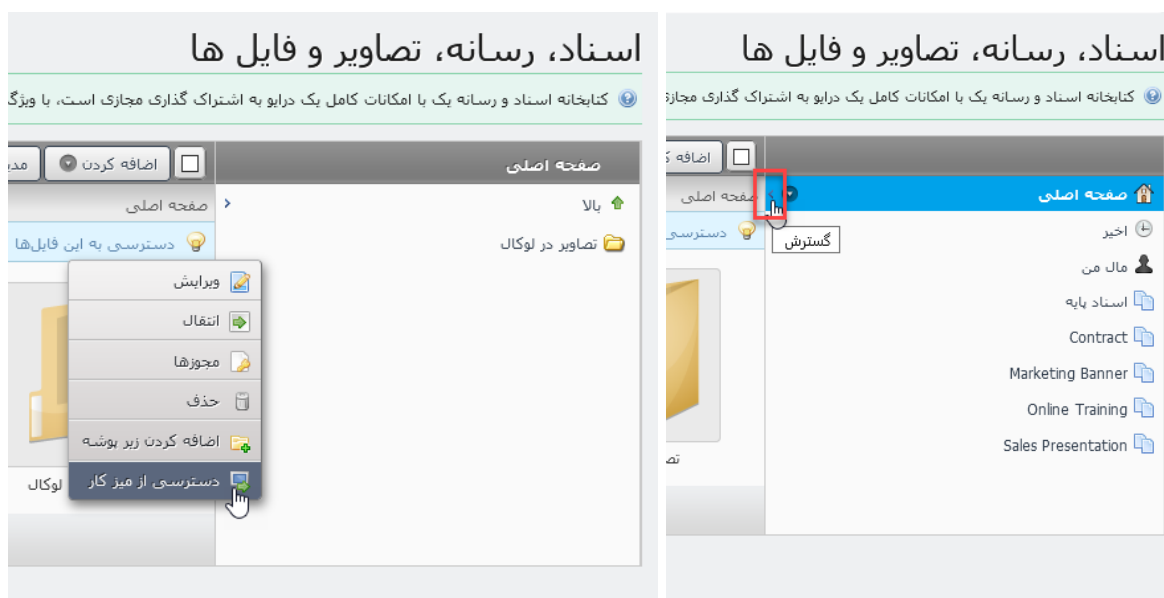 اسناد، رسانه، تصاویر و فایل ها
کتابخانه اسناد و رسانه یک با امکانات کامل یک درایو به اشتراک گذاری
صفحه اصلی
اضافه
صفحه اصلی
اخیر
مال من
اسناد پایه
Contract
Marketing Banner
Online Training
Sales Presentation
صفحه اصلی
دسترسی
گسترش
اسناد، رسانه، تصاویر و فایل ها
کتابخانه اسناد و رسانه یک با امکانات کامل یک درایو به اشتراک گذاری مجازی است، با
صفحه اصلی
اضافه کردن
بالا
تصاویر در لوکال
صفحه اصلی
دسترسی به این فایل‌ها
ویرایش
انتقال
مجوزها
حذف
اضافه کردن زیر پوشه
دسترسی از میز کار
لوکال